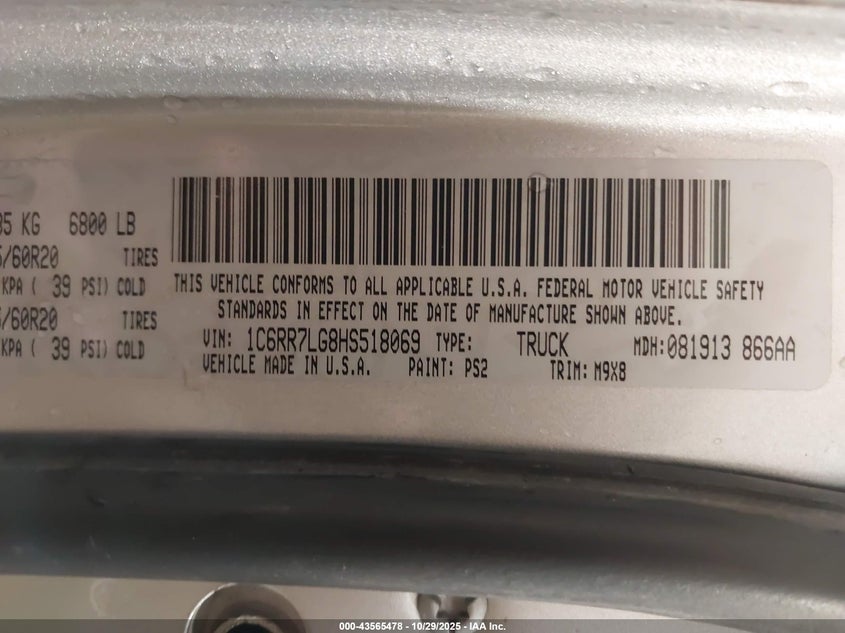 85 KG 6800 LB
/60R20 TIRES
KPA ( 39 PSI) COLD
/60R20 TIRES
KPA ( 39 PSI) COLD
THIS VEHICLE CONFORMS TO ALL APPLICABLE U.S.A. FEDERAL MOTOR VEHICLE SAFETY
STANDARDS IN EFFECT ON THE DATE OF MANUFACTURE SHOWN ABOVE.
VIN: 1C6RR7LG8HS518069 TYPE: TRUCK MDH: 081913 866AA
VEHICLE MADE IN U.S.A. PAINT: PS2 TRIM: M9X8
000-43565478 | 10/29/2025 - IAA Inc.